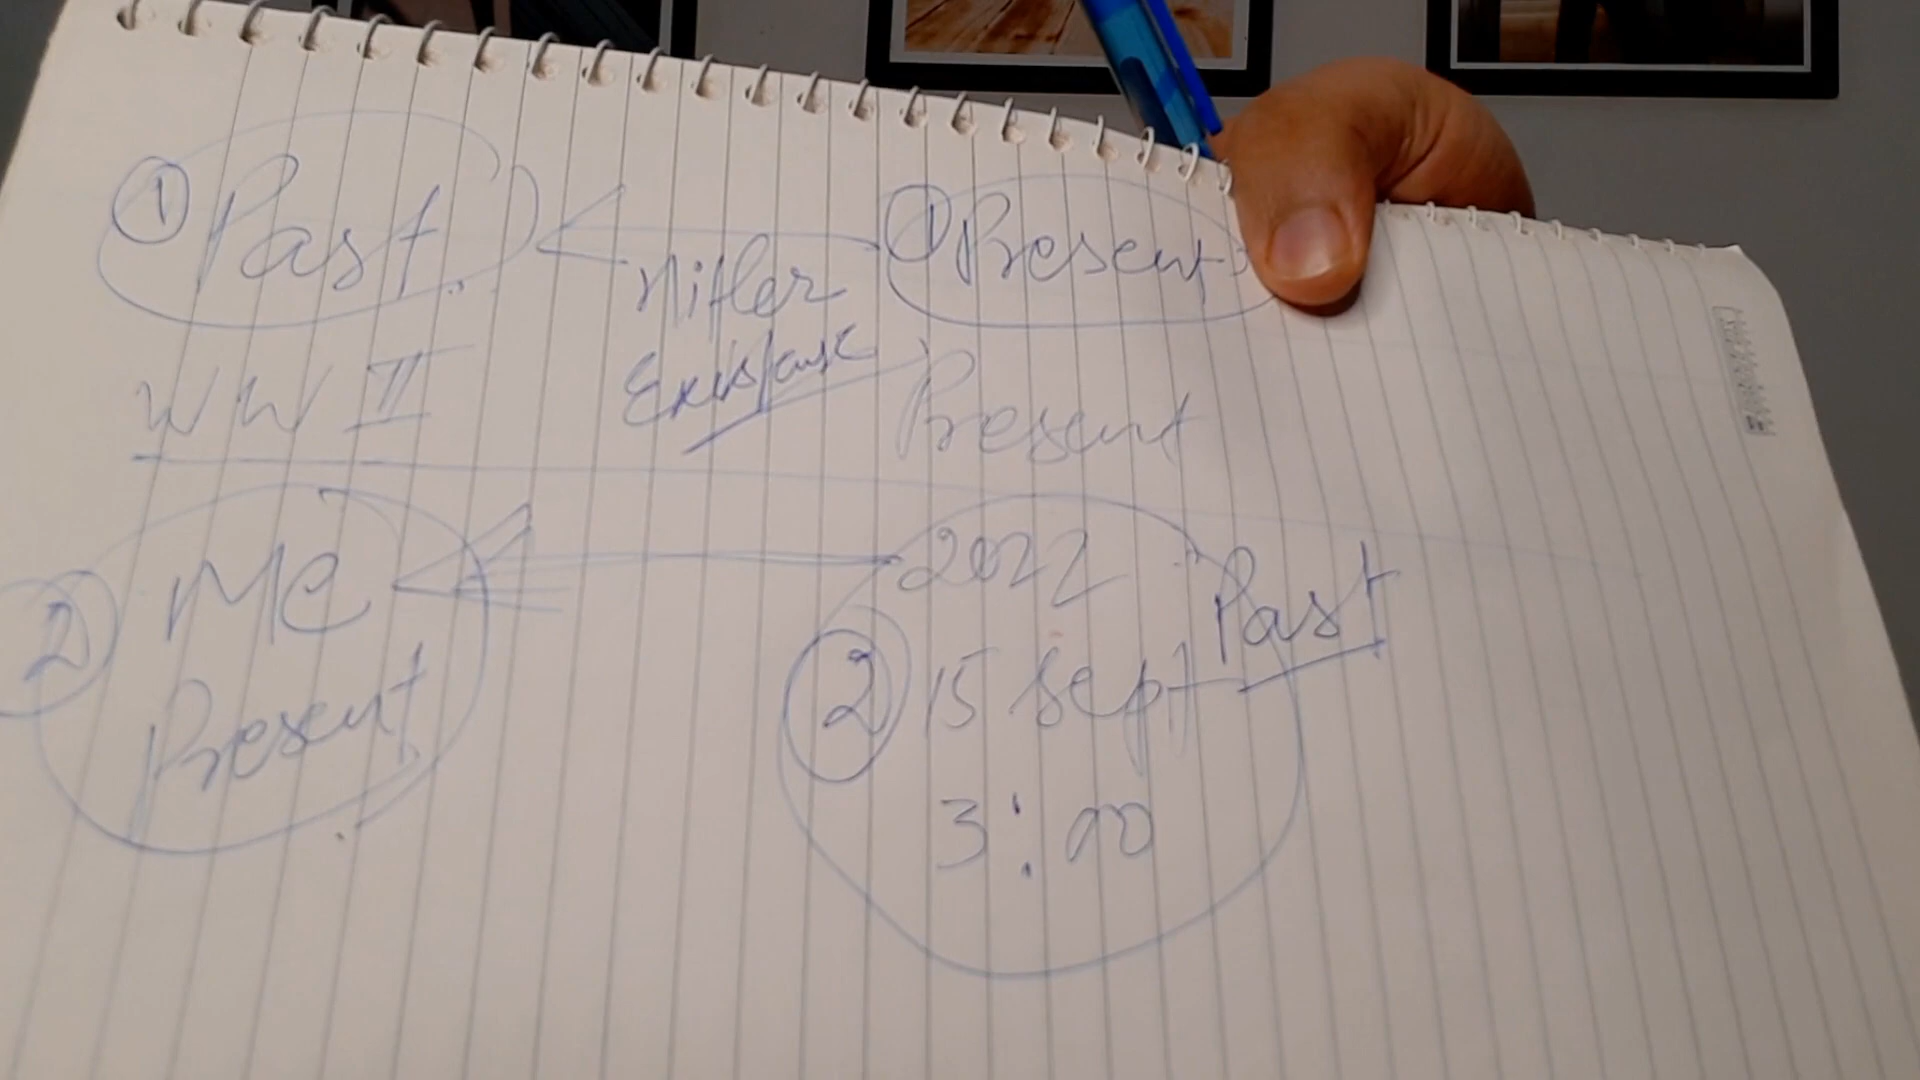 ① Past ① Present
Hitler
WW II Existance Present
② Me 2022 Past
Present ② 15 sept
3:00